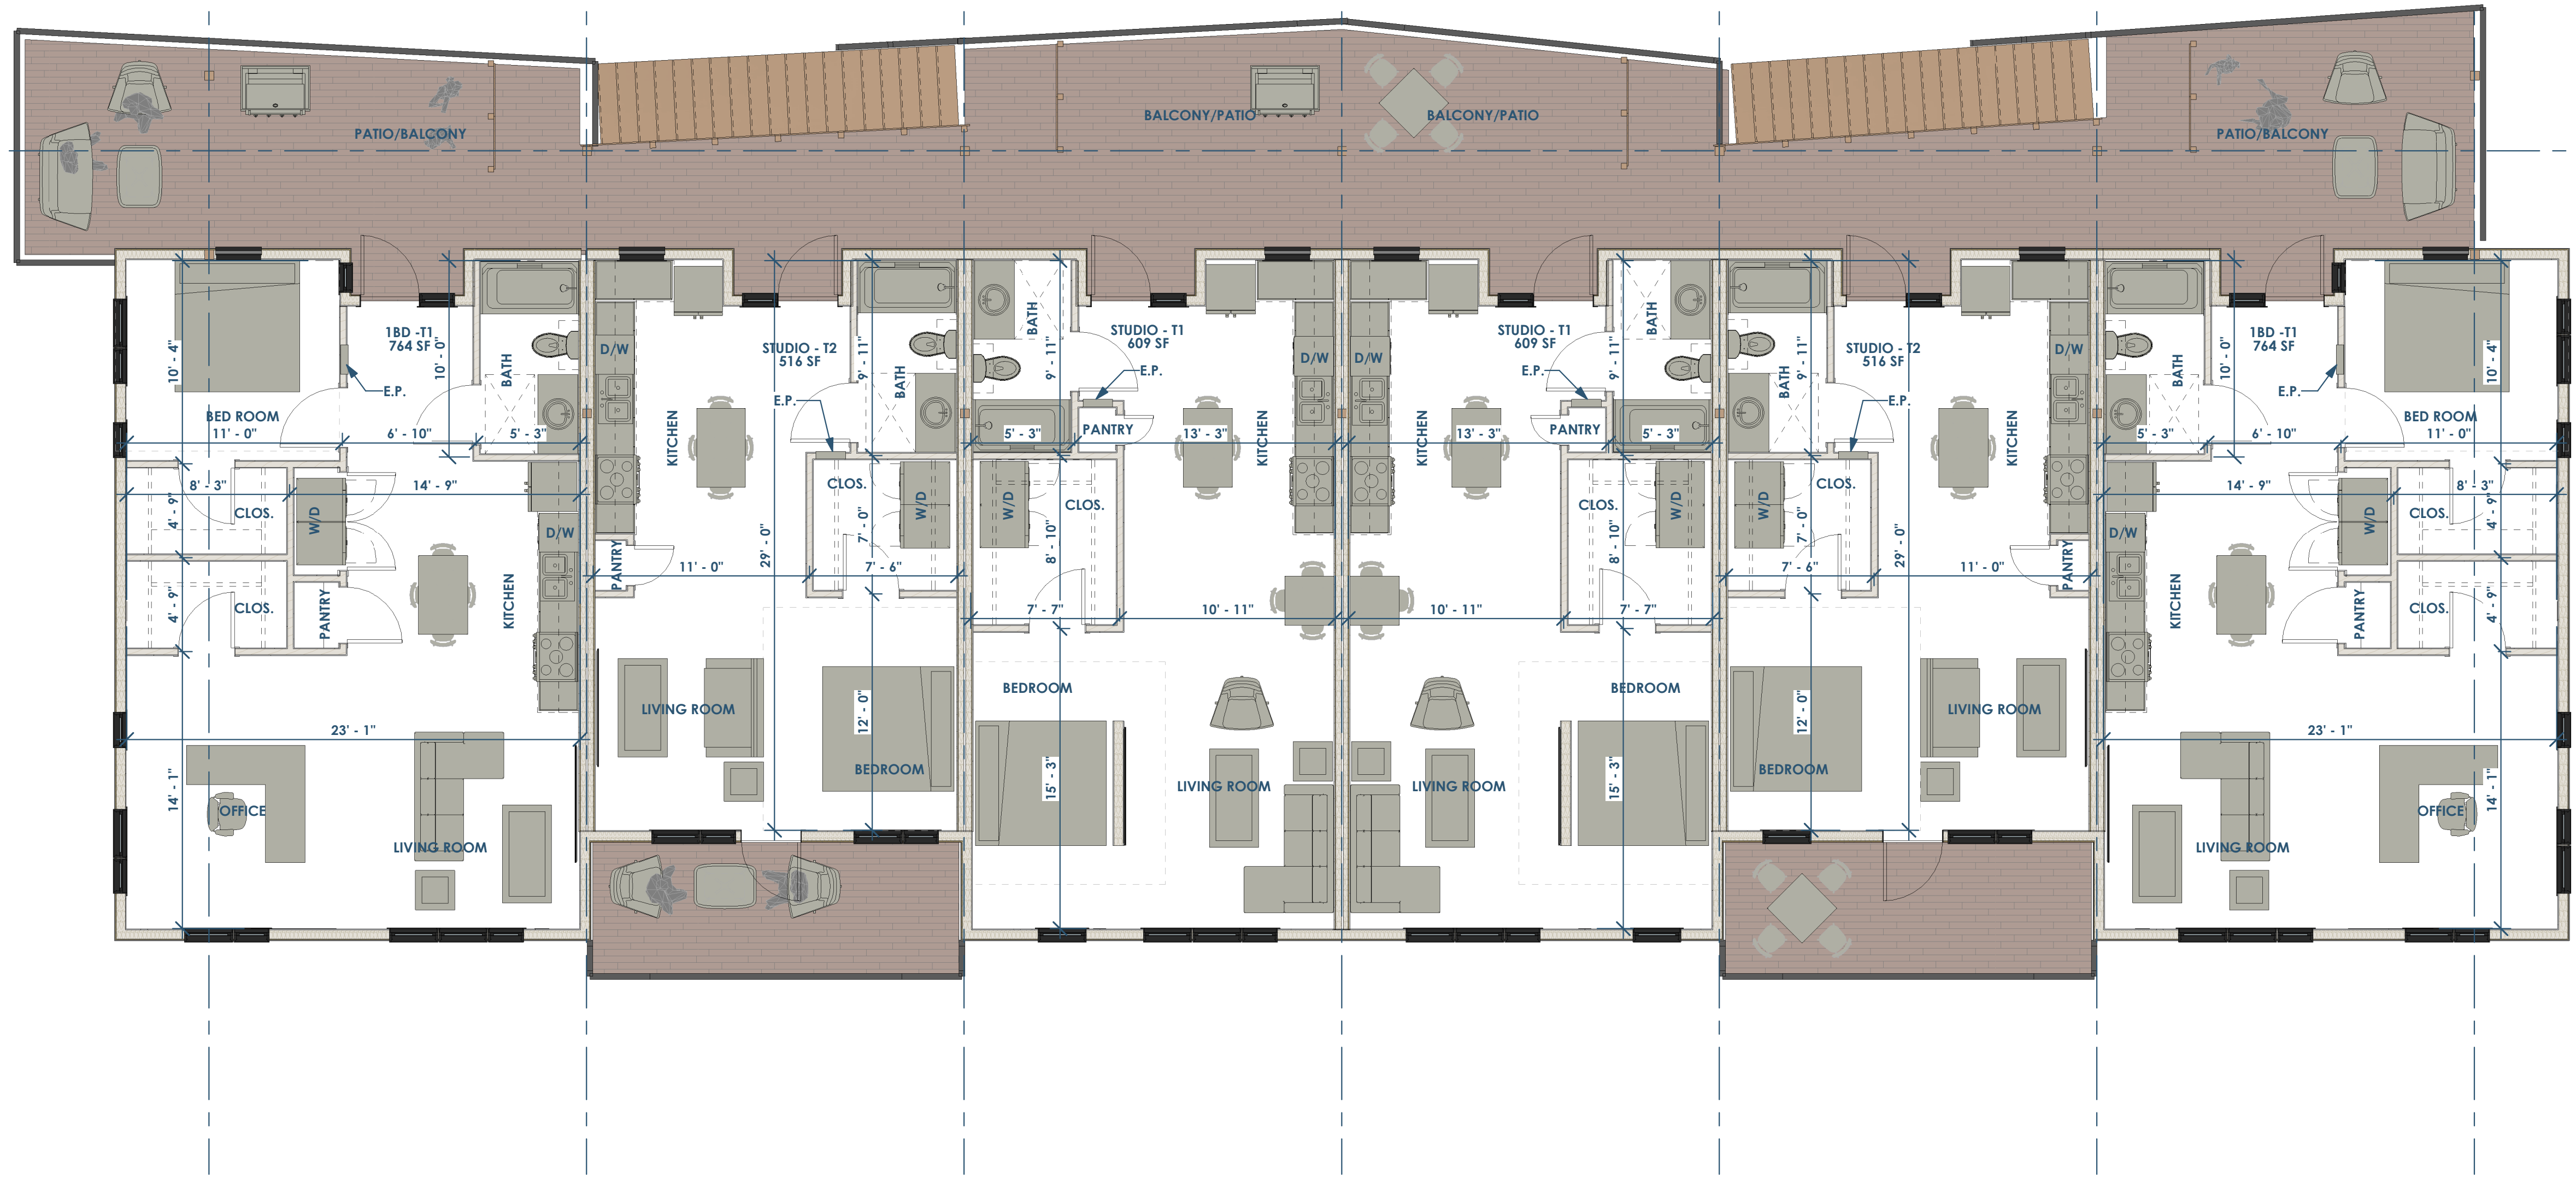 BALCONY/PATIO
BALCONY/PATIO
PATIO/BALCONY
PATIO/BALCONY
1BD -T1
764 SF
10' - 4"
10' - 0"
BATH
E.P.
BED ROOM
11' - 0"
6' - 10"
5' - 3"
8' - 3"
14' - 9"
4' - 9"
CLOS.
W/D
D/W
4' - 9"
CLOS.
PANTRY
KITCHEN
23' - 1"
14' - 1"
OFFICE
LIVING ROOM
STUDIO - T2
516 SF
D/W
9' - 11"
BATH
E.P.
KITCHEN
CLOS.
W/D
29' - 0"
7' - 0"
PANTRY
11' - 0"
7' - 6"
LIVING ROOM
12' - 0"
BEDROOM
BATH
STUDIO - T1
609 SF
9' - 11"
E.P.
D/W
5' - 3"
PANTRY
13' - 3"
KITCHEN
W/D
CLOS.
8' - 10"
7' - 7"
10' - 11"
BEDROOM
15' - 3"
LIVING ROOM
STUDIO - T1
609 SF
BATH
D/W
9' - 11"
E.P.
KITCHEN
13' - 3"
PANTRY
5' - 3"
CLOS.
W/D
8' - 10"
10' - 11"
7' - 7"
BEDROOM
LIVING ROOM
15' - 3"
STUDIO - T2
516 SF
D/W
9' - 11"
BATH
E.P.
KITCHEN
CLOS.
W/D
7' - 0"
29' - 0"
PANTRY
7' - 6"
11' - 0"
12' - 0"
LIVING ROOM
BEDROOM
1BD -T1
764 SF
10' - 0"
10' - 4"
BATH
E.P.
BED ROOM
5' - 3"
6' - 10"
11' - 0"
14' - 9"
8' - 3"
D/W
W/D
CLOS.
4' - 9"
KITCHEN
PANTRY
CLOS.
4' - 9"
23' - 1"
14' - 1"
OFFICE
LIVING ROOM